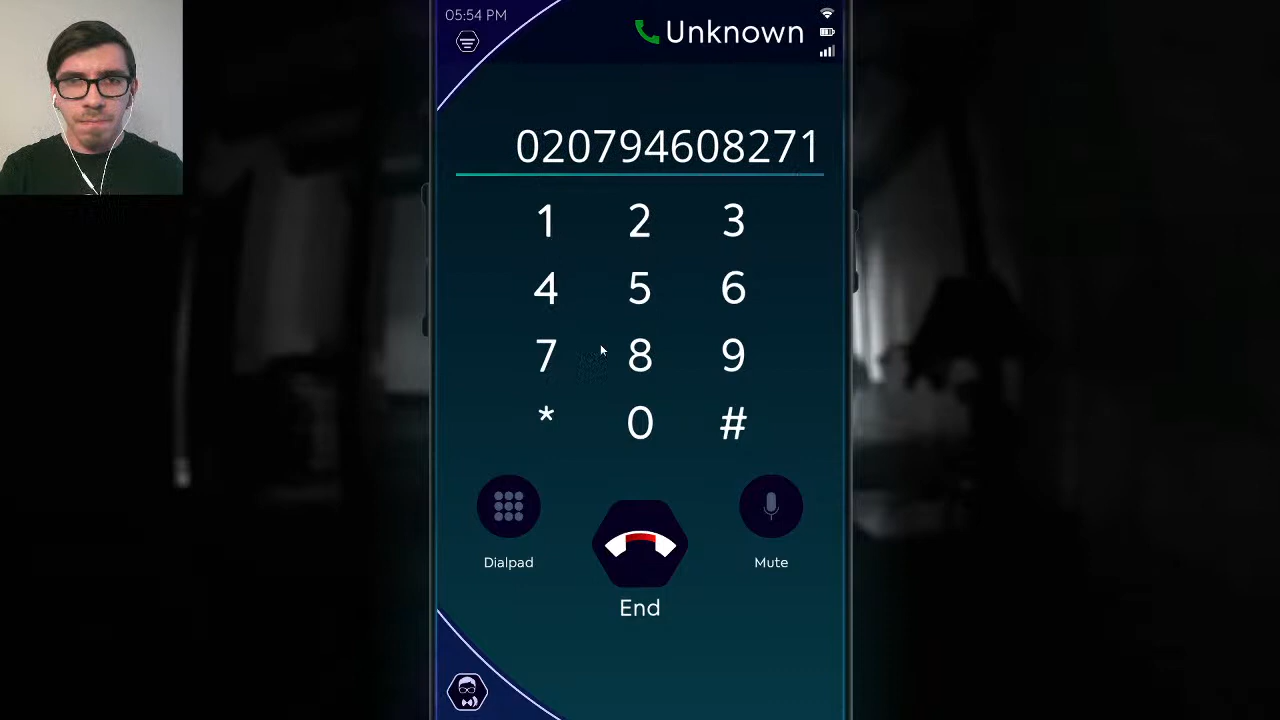 05:54 PM
Unknown
020794608271
1 2 3
4 5 6
7 8 9
* 0 #
Dialpad
Mute
End